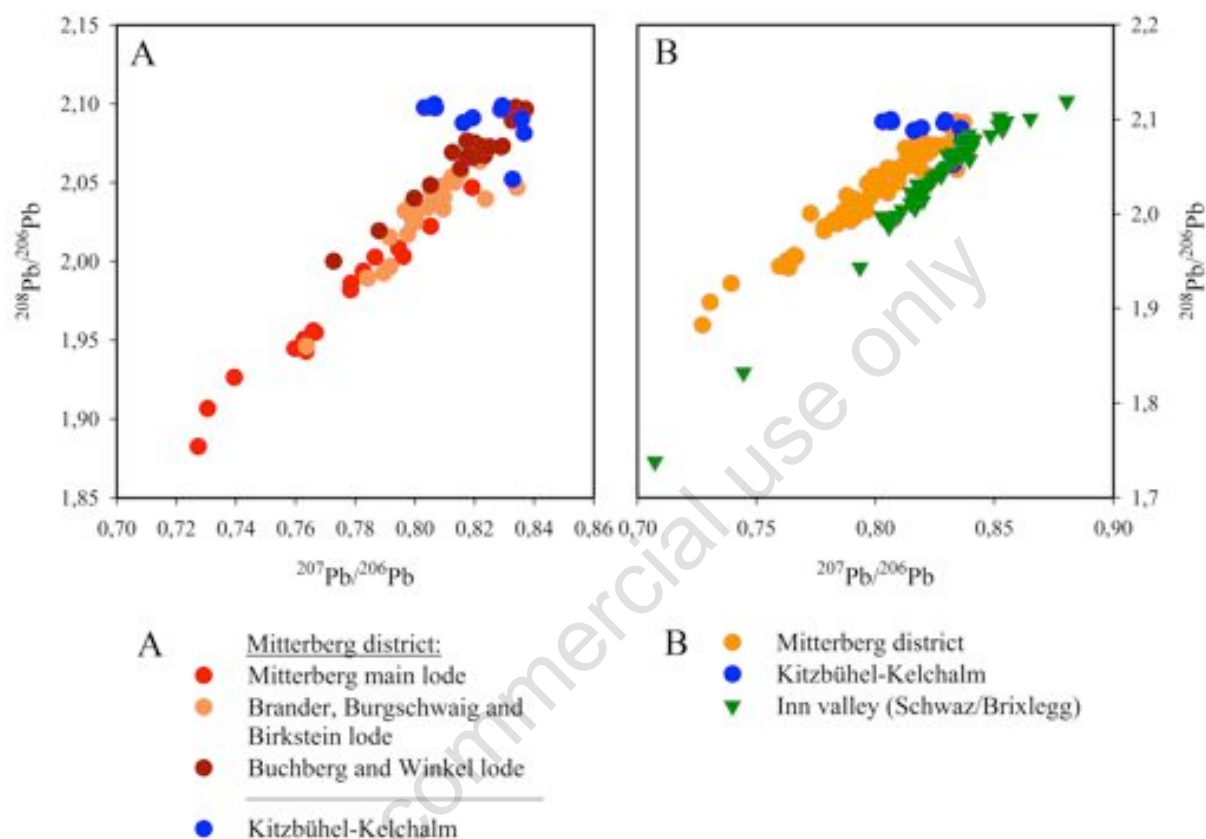 A
B
2,15
2,10
2,05
2,00
1,95
1,90
1,85
²⁰⁸Pb/²⁰⁶Pb
0,70 0,72 0,74 0,76 0,78 0,80 0,82 0,84 0,86
²⁰⁷Pb/²⁰⁶Pb
2,2
2,1
2,0
1,9
1,8
1,7
²⁰⁸Pb/²⁰⁶Pb
0,70 0,75 0,80 0,85 0,90
²⁰⁷Pb/²⁰⁶Pb
A
Mitterberg district:
Mitterberg main lode
Brander, Burgschwaig and
Birkstein lode
Buchberg and Winkel lode
Kitzbühel-Kelchalm
B
Mitterberg district
Kitzbühel-Kelchalm
Inn valley (Schwaz/Brixlegg)
commercial use only